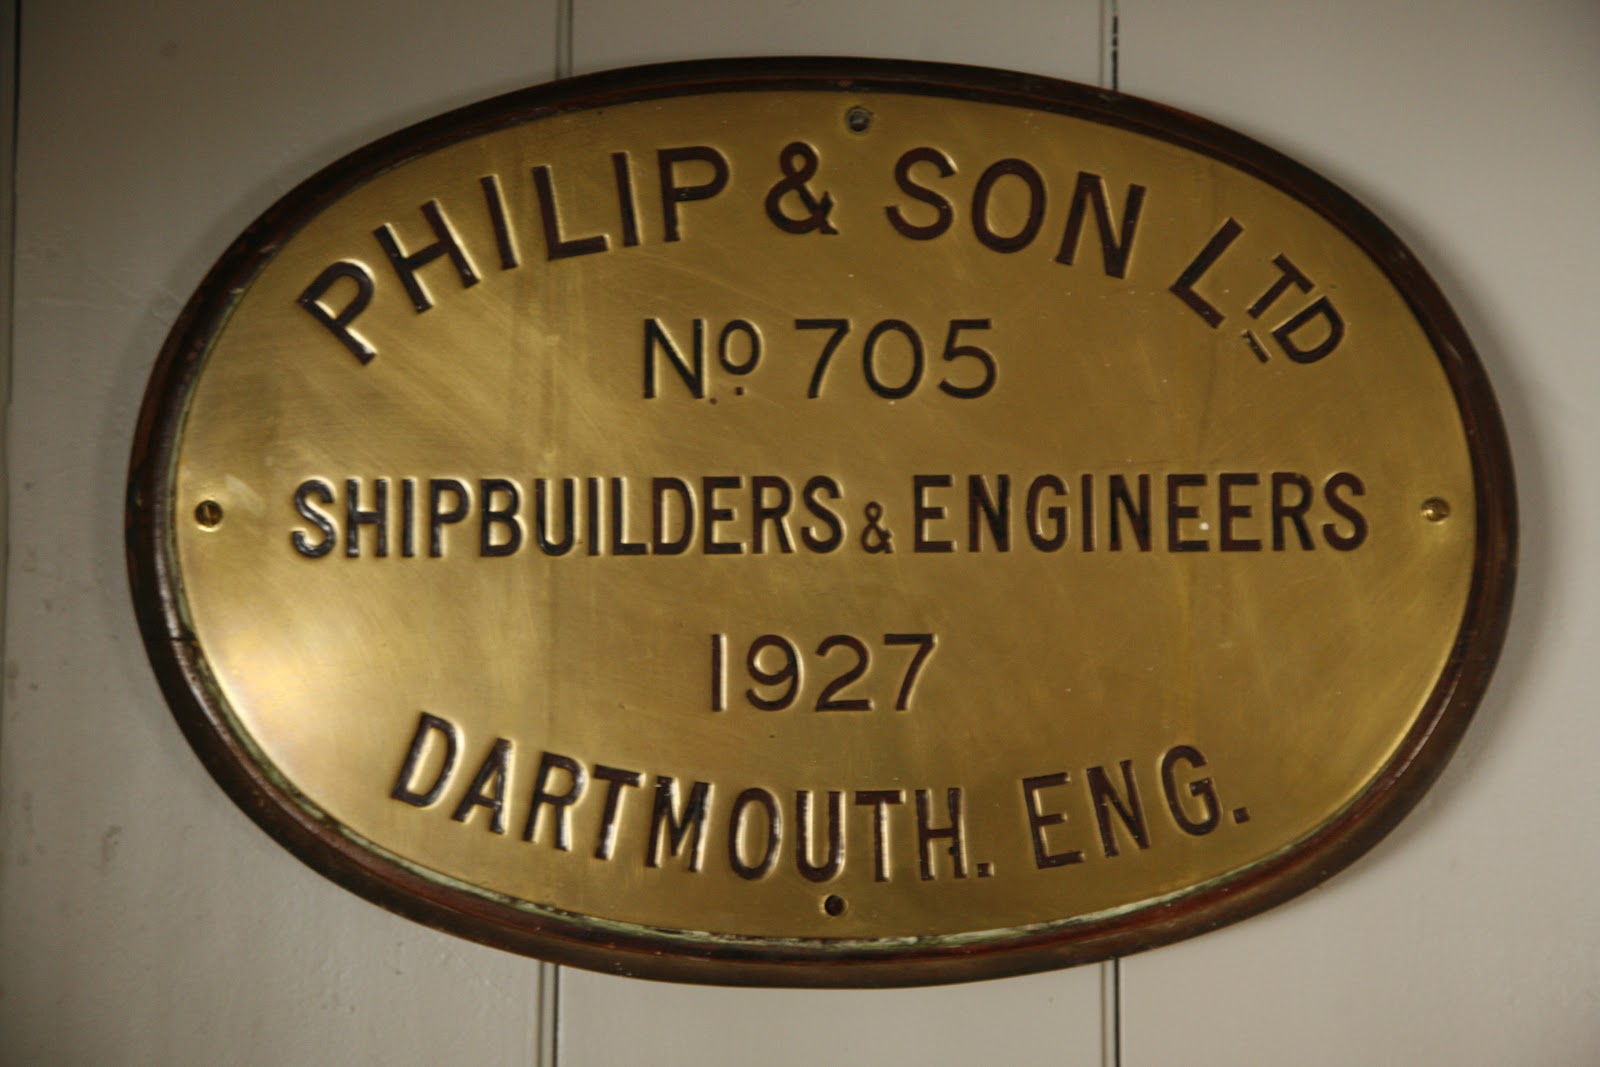 PHILIP & SON LTD
No. 705
SHIPBUILDERS & ENGINEERS
1927
DARTMOUTH. ENG.